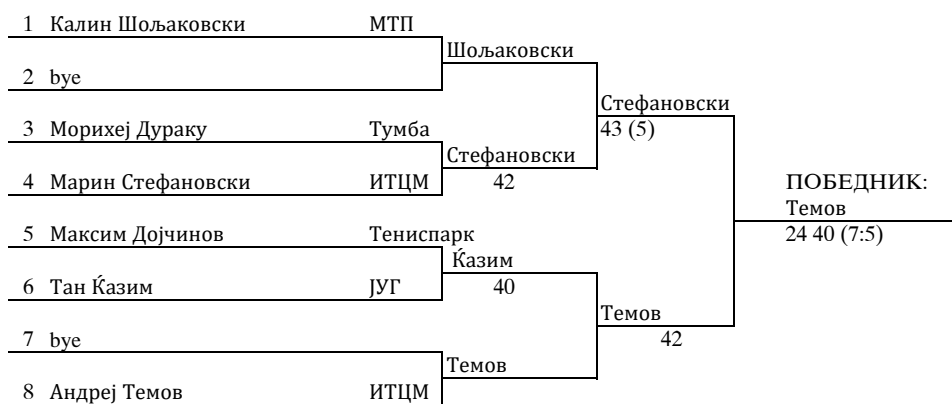 1 Калин Шољаковски МТП
Шољаковски
2 bye
Стефановски
3 Морихеј Дураку Тумба
43 (5)
Стефановски
4 Марин Стефановски ИТЦМ
42
ПОБЕДНИК:
Темов
5 Максим Дојчинов Тениспарк
24 40 (7:5)
Ќазим
6 Тан Ќазим ЈУГ
40
Темов
7 bye
42
Темов
8 Андреј Темов ИТЦМ